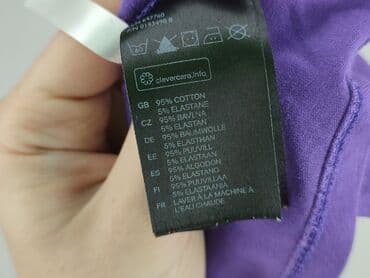 clevercare.info
GB 95% COTTON
5% ELASTANE
CZ 95% BAVLNA
5% ELASTAN
DE 95% BAUMWOLLE
5% ELASTHAN
EE 95% PUUVILL
5% ELASTAAN
ES 95% ALGODON
5% ELASTANO
FI 95% PUUVILLAA
5% ELASTAANIA
FR LAVER À LA MACHINE À
L'EAU CHAUDE